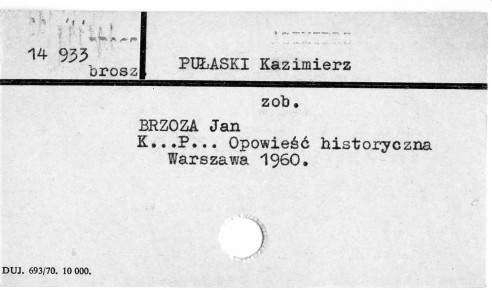 14 933
brosz.
PUŁASKI Kazimierz
zob.
BRZOZA Jan
K...P... Opowieść historyczna
Warszawa 1960.
DUJ. 693/70. 10 000.